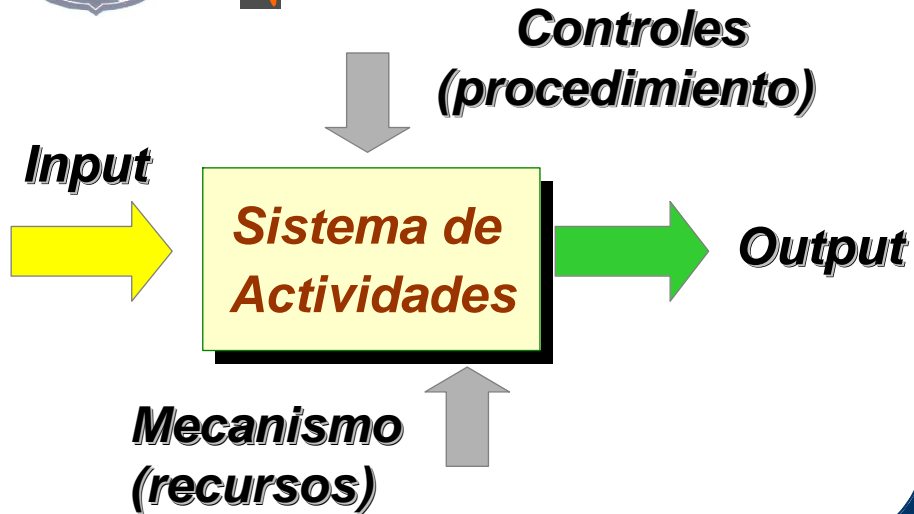 Controles
(procedimiento)
Input
Sistema de
Actividades
Output
Mecanismo
(recursos)